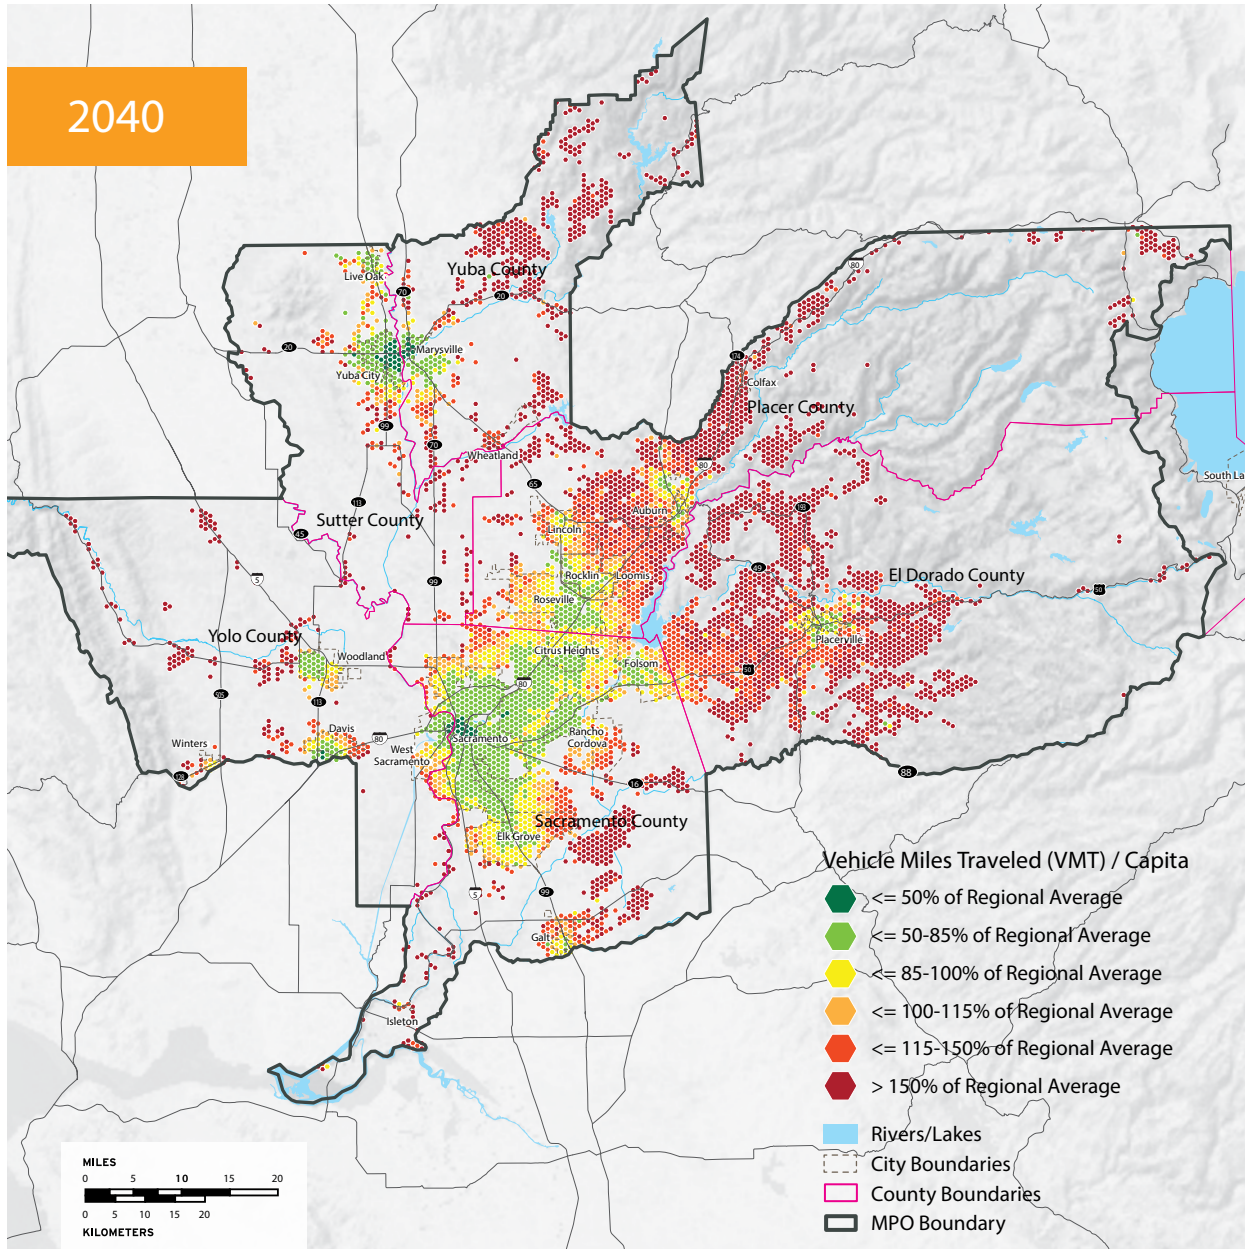 2040
80
Live Oak
Yuba County
70
20
20
Marysville
Yuba City
174
Colfax
Placer County
99
70
Wheatland
80
65
South La
113
Auburn
193
Sutter County
Lincoln
45
5
99
Rocklin
Loomis
49
El Dorado County
50
Roseville
Yolo County
Citrus Heights
Placerville
Woodland
Folsom
50
505
80
113
Davis
80
Sacramento
Rancho
Cordova
Winters
West
Sacramento
128
16
88
Sacramento County
Elk Grove
5
99
Galt
Isleton
Vehicle Miles Traveled (VMT) / Capita
<= 50% of Regional Average
<= 50-85% of Regional Average
<= 85-100% of Regional Average
<= 100-115% of Regional Average
<= 115-150% of Regional Average
> 150% of Regional Average
Rivers/Lakes
City Boundaries
County Boundaries
MPO Boundary
MILES
0 5 10 15 20
0 5 10 15 20
KILOMETERS